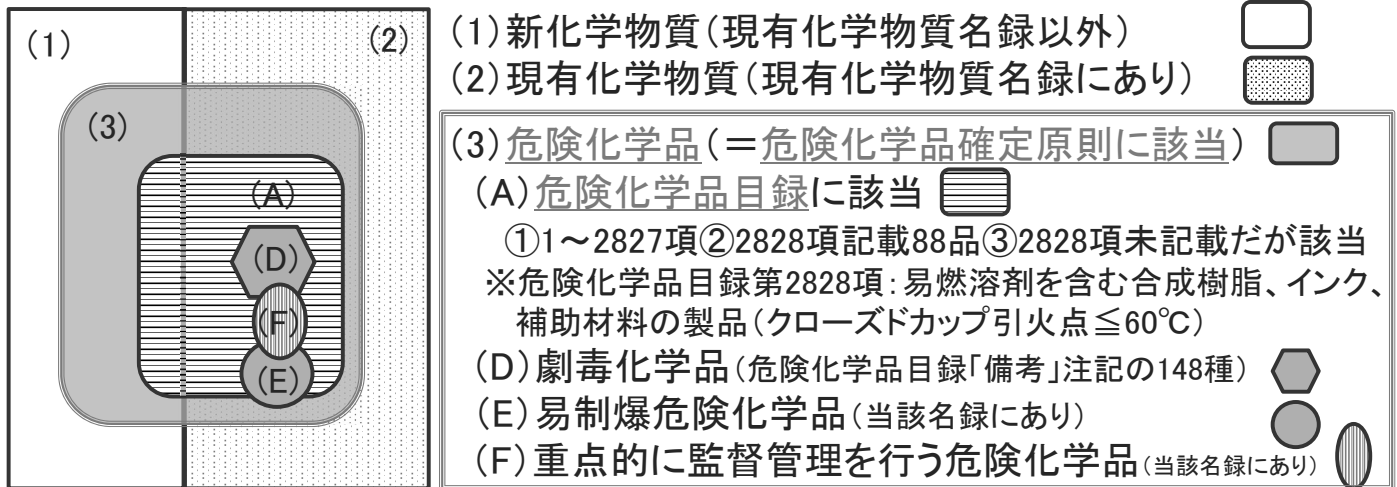 (1)
(2)
(3)
(A)
(D)
(F)
(E)
(1)新化学物質(現有化学物質名録以外)
(2)現有化学物質(現有化学物質名録にあり)
(3)危険化学品(=危険化学品確定原則に該当)
(A)危険化学品目録に該当
①1~2827項②2828項記載88品③2828項未記載だが該当
※危険化学品目録第2828項:易燃溶剤を含む合成樹脂、インク、
補助材料の製品(クローズドカップ引火点≦60℃)
(D)劇毒化学品(危険化学品目録「備考」注記の148種)
(E)易制爆危険化学品(当該名録にあり)
(F)重点的に監督管理を行う危険化学品(当該名録にあり)